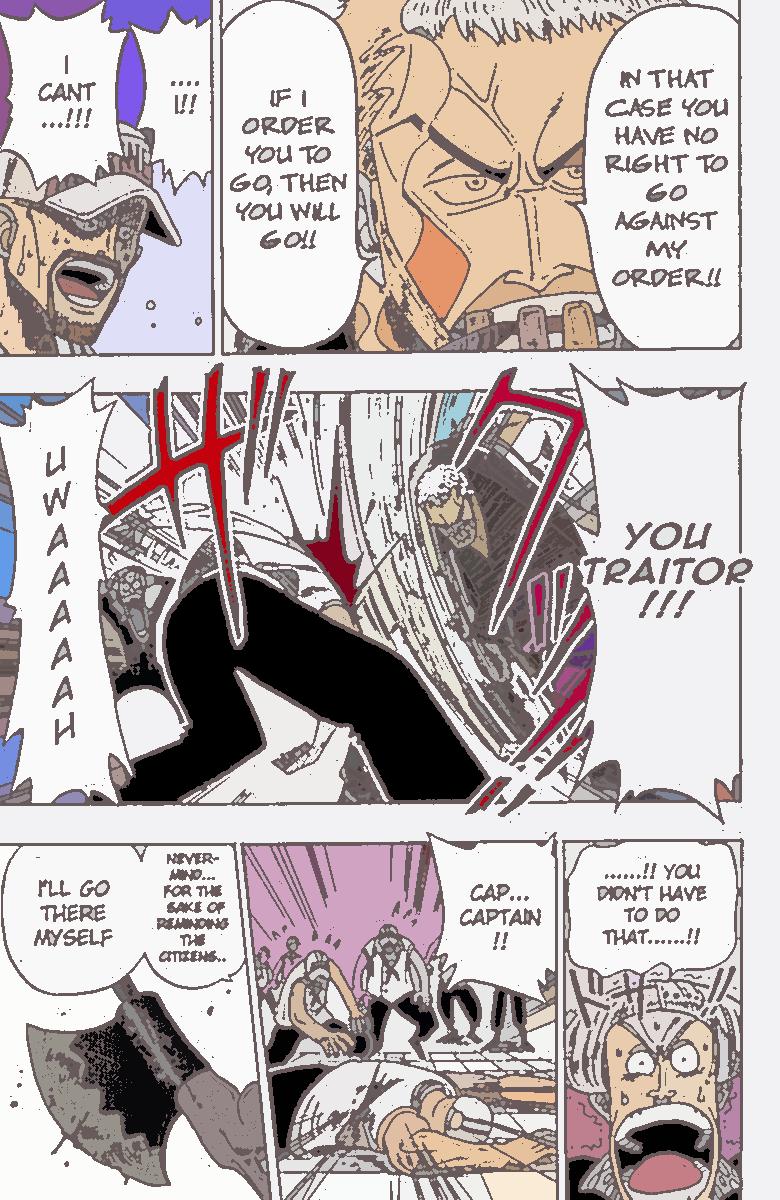 IN THAT
CASE YOU
HAVE NO
RIGHT TO
GO
AGAINST
MY
ORDER!!
IF I
ORDER
YOU TO
GO, THEN
YOU WILL
GO!!
....
I!!
I
CANT
...!!!
YOU
TRAITOR
!!!
UWAAAAAAH
......!! YOU
DIDN'T HAVE
TO DO
THAT......!!
CAP...
CAPTAIN
!!
NEVER-
MIND...
FOR THE
SAKE OF
REMINDING
THE
CITIZENS..
I'LL GO
THERE
MYSELF